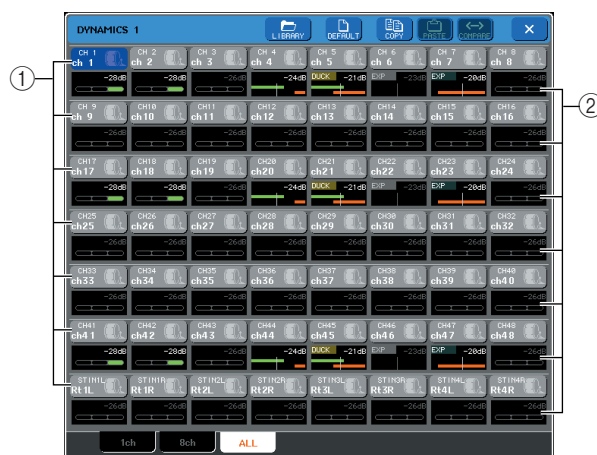 DYNAMICS 1 LIBRARY DEFAULT COPY PASTE COMPARE ×
CH 1 CH 2 CH 3 CH 4 CH 5 CH 6 CH 7 CH 8
1 ch 1 ch 2 ch 3 ch 4 ch 5 ch 6 ch 7 ch 8
-28dB -28dB -26dB -24dB DUCK -21dB EXP -23dB EXP -20dB -26dB
CH 9 CH10 CH11 CH12 CH13 CH14 CH15 CH16 2
ch 9 ch10 ch11 ch12 ch13 ch14 ch15 ch16
-26dB -26dB -26dB -26dB -26dB -26dB -26dB -26dB
CH17 CH18 CH19 CH20 CH21 CH22 CH23 CH24
ch17 ch18 ch19 ch20 ch21 ch22 ch23 ch24
-28dB -28dB -26dB -24dB DUCK -21dB EXP -23dB EXP -20dB -26dB
CH25 CH26 CH27 CH28 CH29 CH30 CH31 CH32
ch25 ch26 ch27 ch28 ch29 ch30 ch31 ch32
-26dB -26dB -26dB -26dB -26dB -26dB -26dB -26dB
CH33 CH34 CH35 CH36 CH37 CH38 CH39 CH40
ch33 ch34 ch35 ch36 ch37 ch38 ch39 ch40
-26dB -26dB -26dB -26dB -26dB -26dB -26dB -26dB
CH41 CH42 CH43 CH44 CH45 CH46 CH47 CH48
ch41 ch42 ch43 ch44 ch45 ch46 ch47 ch48
-28dB -28dB -26dB -24dB DUCK -21dB EXP -23dB EXP -20dB -26dB
STIN1L STIN1R STIN2L STIN2R STIN3L STIN3R STIN4L STIN4R
Rt1L Rt1R Rt2L Rt2R Rt3L Rt3R Rt4L Rt4R
-26dB -26dB -26dB -26dB -26dB -26dB -26dB -26dB
1ch 8ch ALL